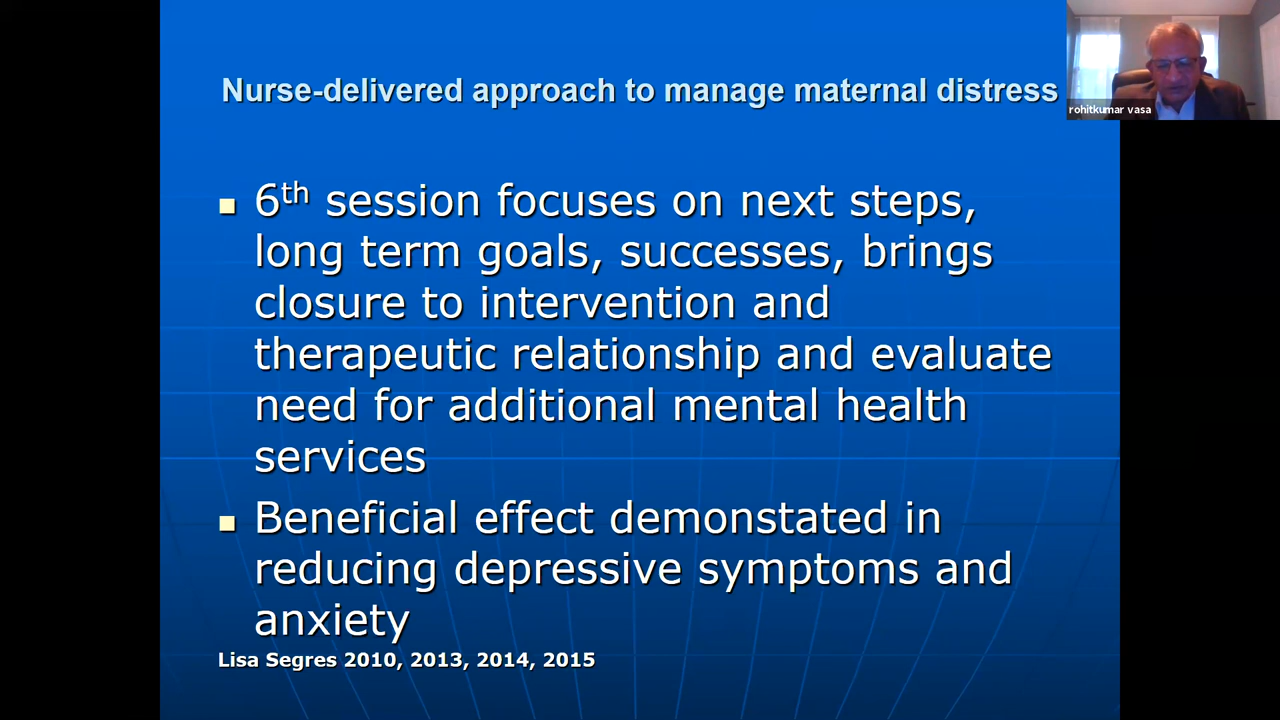 Nurse-delivered approach to manage maternal distress
rohitkumar vasa
6th session focuses on next steps,
long term goals, successes, brings
closure to intervention and
therapeutic relationship and evaluate
need for additional mental health
services
Beneficial effect demonstated in
reducing depressive symptoms and
anxiety
Lisa Segres 2010, 2013, 2014, 2015